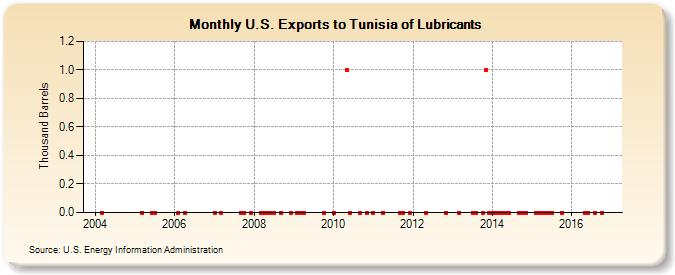 Monthly U.S. Exports to Tunisia of Lubricants
Thousand Barrels
1.2
1.0
0.8
0.6
0.4
0.2
0.0
2004 2006 2008 2010 2012 2014 2016
Source: U.S. Energy Information Administration